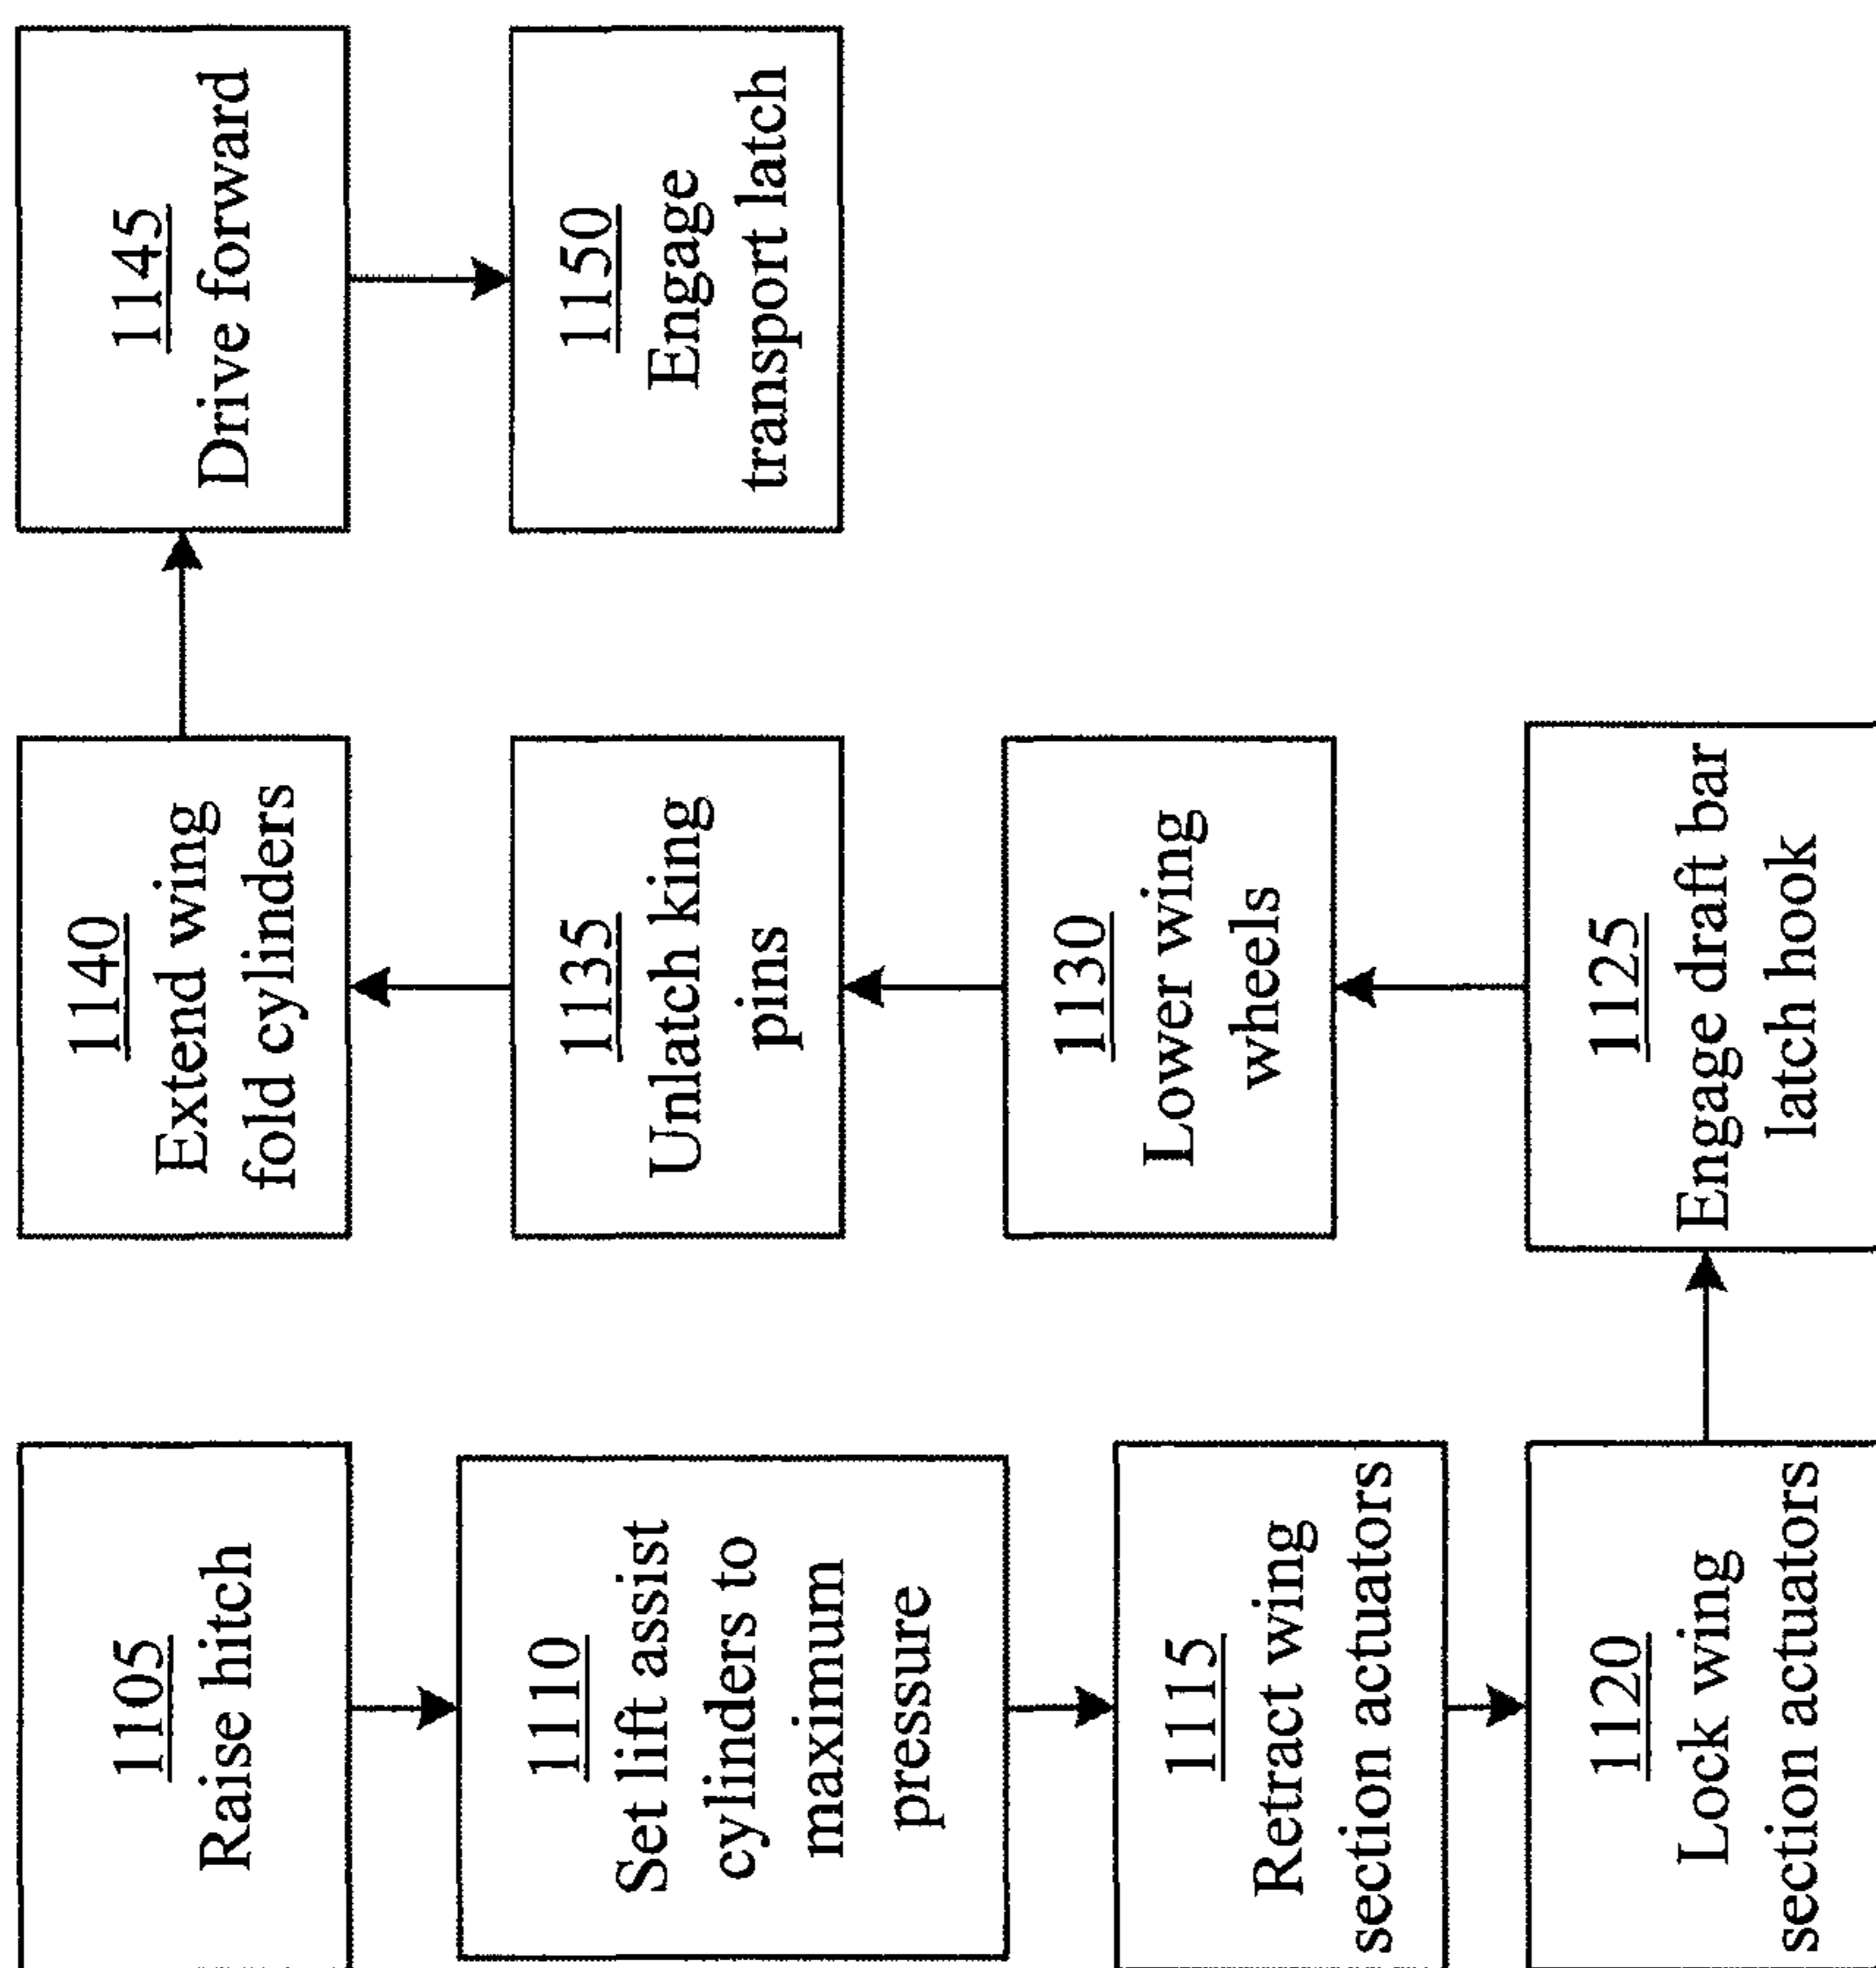 1105
Raise hitch
1110
Set lift assist
cylinders to
maximum
pressure
1115
Retract wing
section actuators
1120
Lock wing
section actuators
1125
Engage draft bar
latch hook
1130
Lower wing
wheels
1135
Unlatch king
pins
1140
Extend wing
fold cylinders
1145
Drive forward
1150
Engage
transport latch